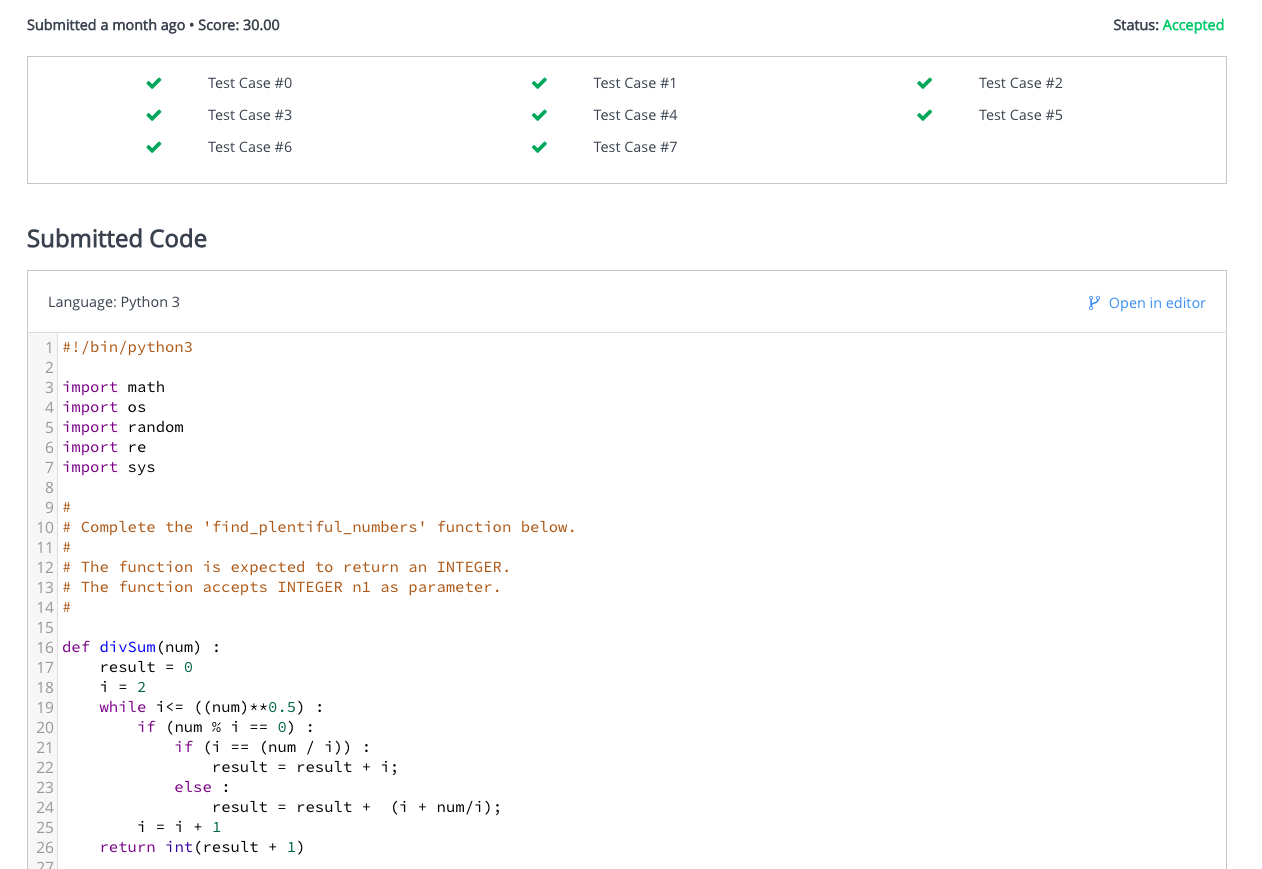 Submitted a month ago • Score: 30.00 Status: Accepted
Test Case #0 Test Case #1 Test Case #2
Test Case #3 Test Case #4 Test Case #5
Test Case #6 Test Case #7
Submitted Code
Language: Python 3 Open in editor
1 #!/bin/python3
2
3 import math
4 import os
5 import random
6 import re
7 import sys
8
9 #
10 # Complete the 'find_plentiful_numbers' function below.
11 #
12 # The function is expected to return an INTEGER.
13 # The function accepts INTEGER n1 as parameter.
14 #
15
16 def divSum(num) :
17     result = 0
18     i = 2
19     while i<= ((num)**0.5) :
20         if (num % i == 0) :
21             if (i == (num / i)) :
22                 result = result + i;
23             else :
24                 result = result +  (i + num/i);
25         i = i + 1
26     return int(result + 1)
27